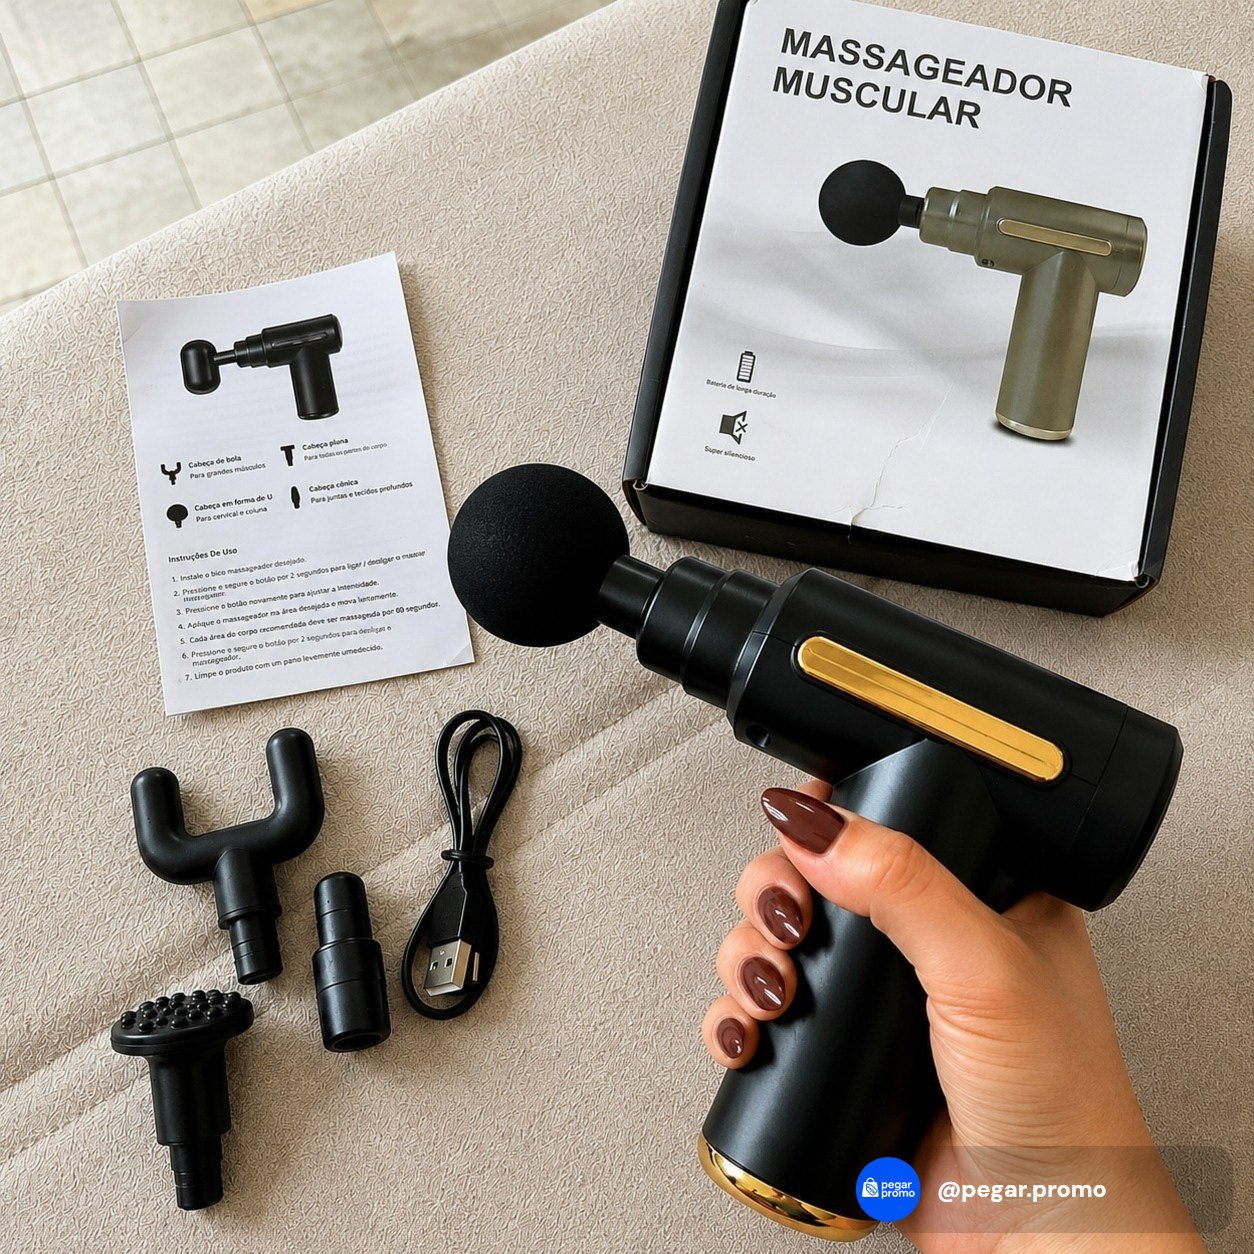 MASSAGEADOR
MUSCULAR
Bateria de longa duração
Super silencioso
Cabeça de bola
Para grandes músculos
Cabeça plana
Para todas os partes do corpo
Cabeça em forma de U
Para cervical e coluna
Cabeça cônica
Para juntas e tecidos profundos
Instruções De Uso
1. Instale o bico massageador desejado.
2. Pressione e segure o botão por 2 segundos para ligar / desligar o
3. Pressione o botão novamente para ajustar a intensidade.
4. Aplique o massageador na área desejada e mova lentamente.
5. Cada área do corpo recomendada deve ser massageada por 60 segundor.
6. Pressione e segure o botão por 2 segundos para desligar o
massageador.
7. Limpe o produto com um pano levemente umedecido.
pegar
promo
@pegar.promo